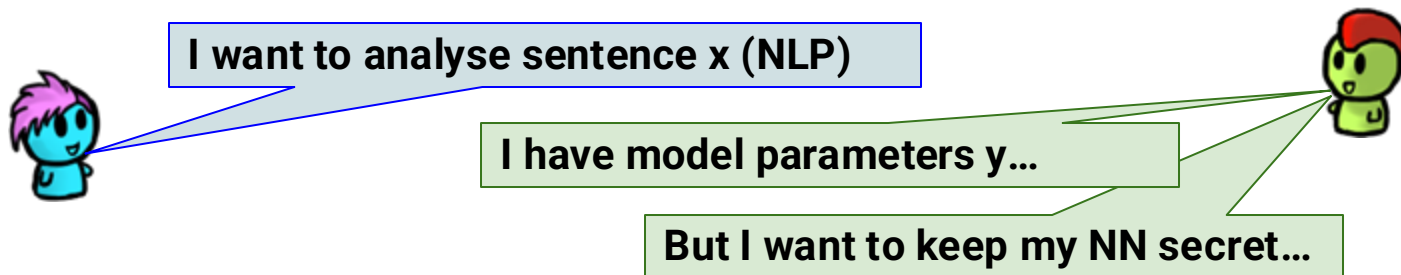 I want to analyse sentence x (NLP)
I have model parameters y…
But I want to keep my NN secret…